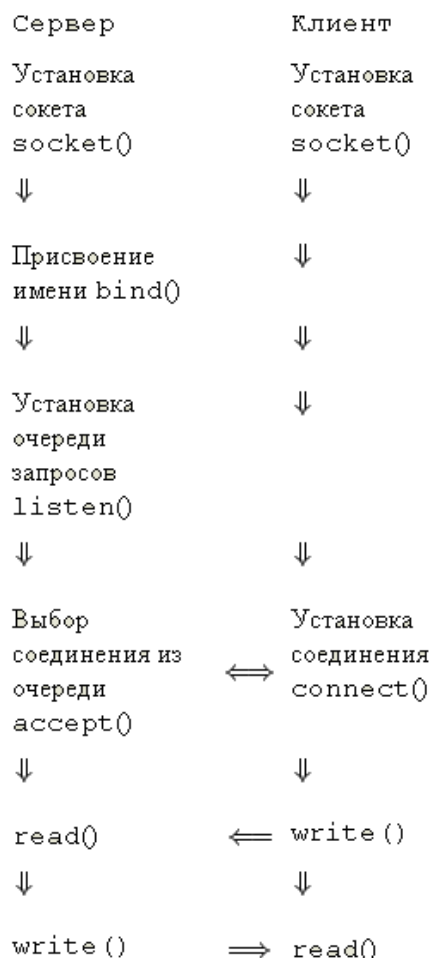 Сервер Клиент
Установка Установка
сокета сокета
socket() socket()
⇓ ⇓
Присвоение ⇓
имени bind()
⇓ ⇓
Установка ⇓
очереди
запросов
listen()
⇓ ⇓
Выбор Установка
соединения из ⟺ соединения
очереди connect()
accept()
⇓ ⇓
read() ⟸ write ()
⇓ ⇓
write () ⟹ read()